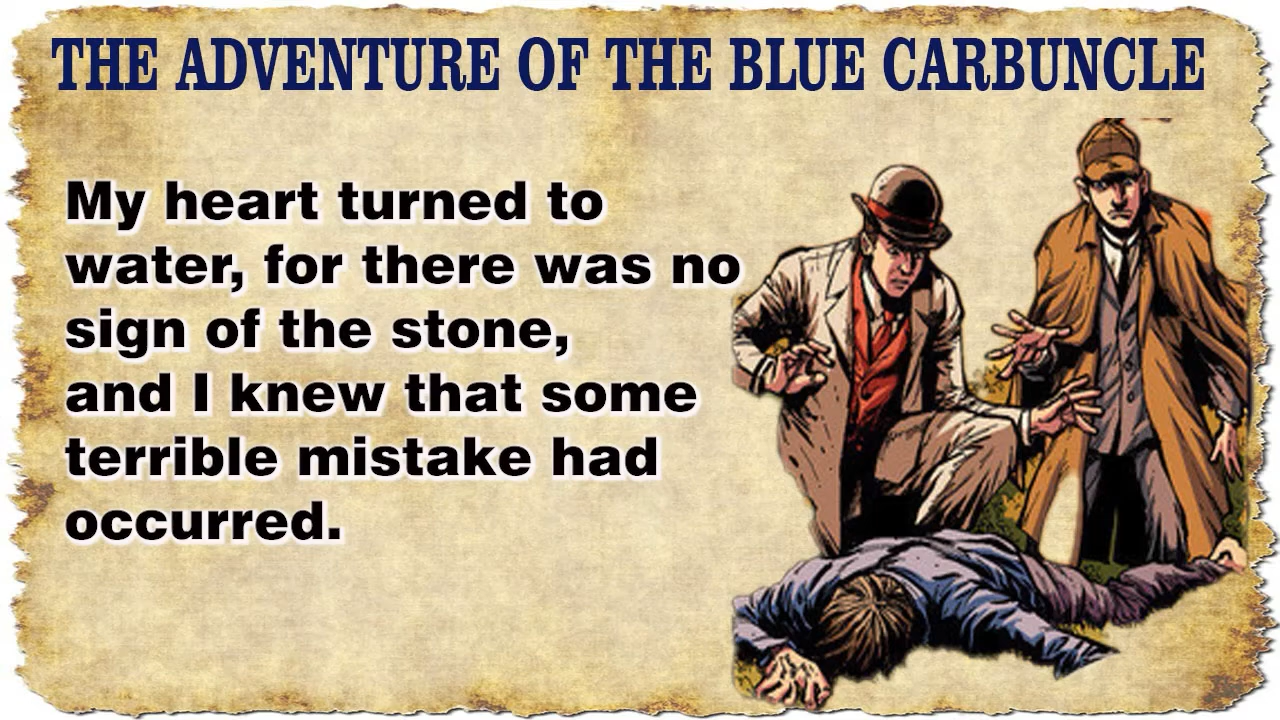 THE ADVENTURE OF THE BLUE CARBUNCLE
My heart turned to
water, for there was no
sign of the stone,
and I knew that some
terrible mistake had
occurred.